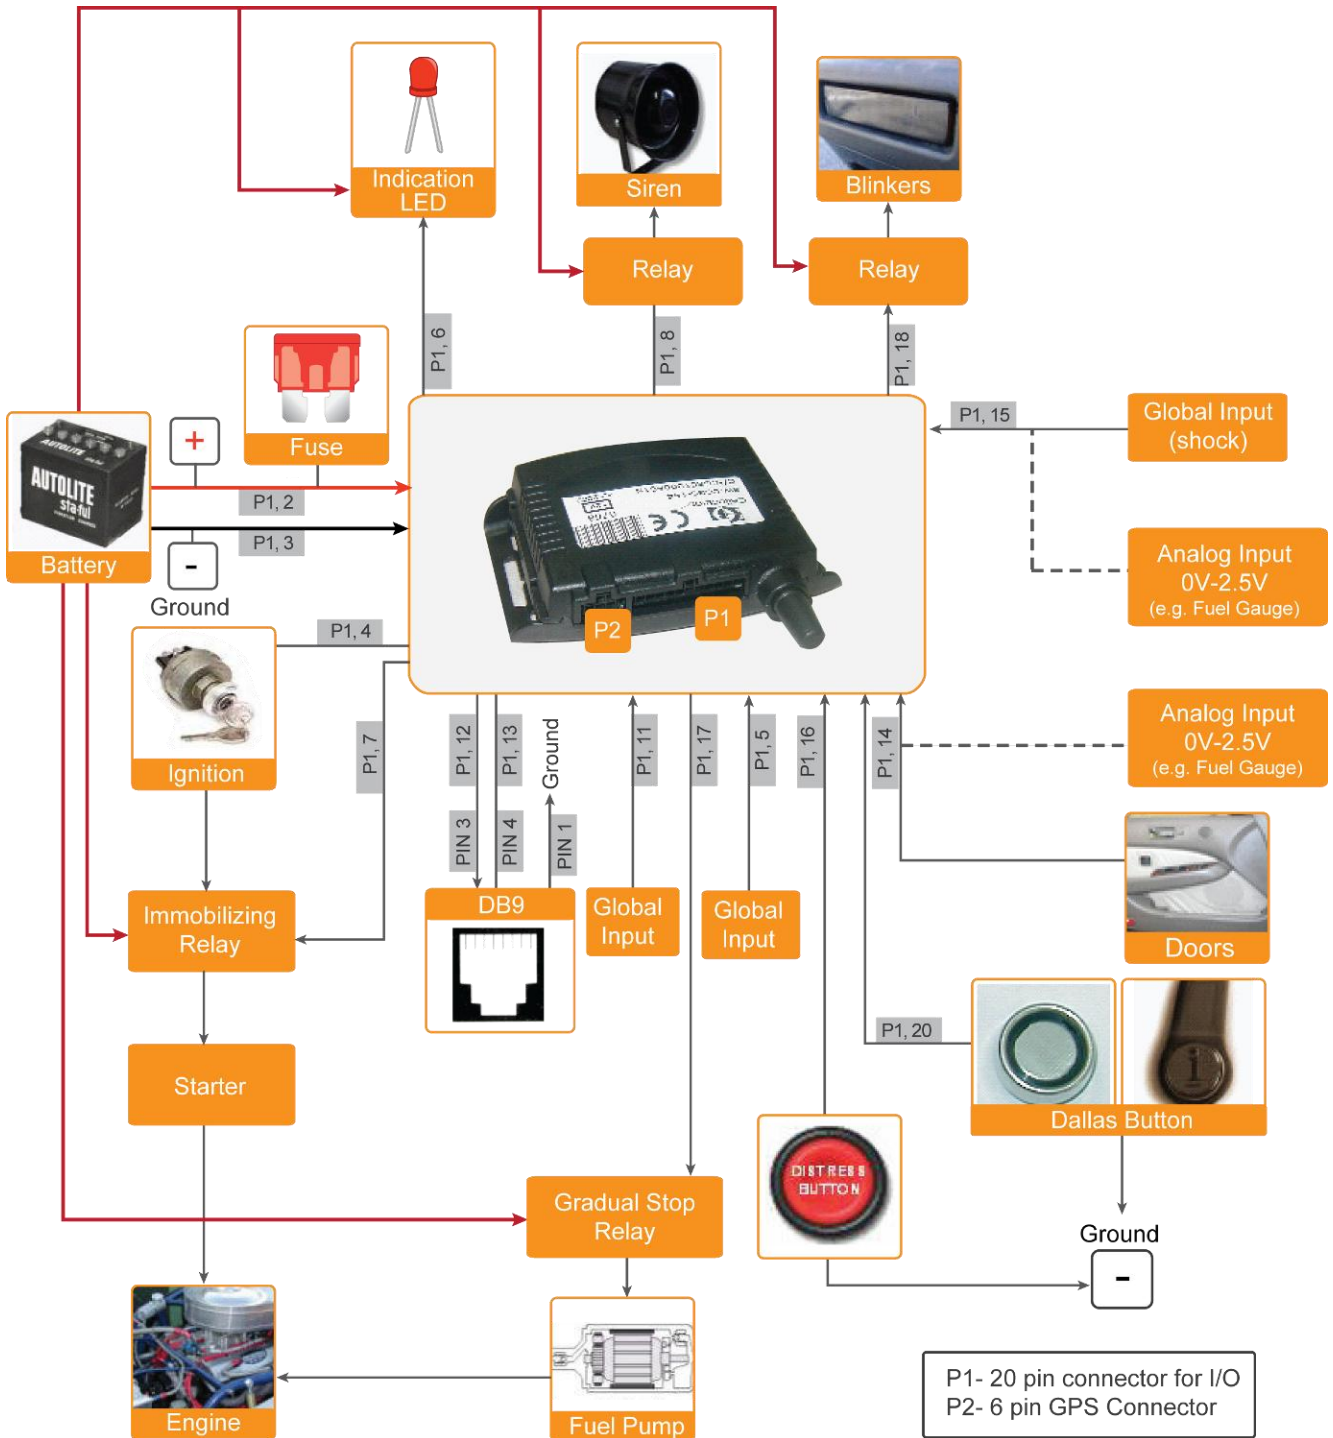 Indication
LED
Siren
Blinkers
Relay
Relay
P1, 6
P1, 8
P1, 18
Fuse
+
AUTOLITE
AUTOLITE
sta-ful
Battery
P1, 2
P1, 3
-
Ground
P1, 15
Global Input
(shock)
Analog Input
0V-2.5V
(e.g. Fuel Gauge)
P2
P1
P1, 4
Ignition
P1, 7
P1, 12
P1, 13
Ground
P1, 11
P1, 17
P1, 5
P1, 16
P1, 14
Analog Input
0V-2.5V
(e.g. Fuel Gauge)
PIN 3
PIN 4
PIN 1
Doors
Immobilizing
Relay
DB9
Global
Input
Global
Input
P1, 20
Dallas Button
Starter
DISTRESS
BUTTON
Gradual Stop
Relay
Ground
-
Engine
Fuel Pump
P1- 20 pin connector for I/O
P2- 6 pin GPS Connector